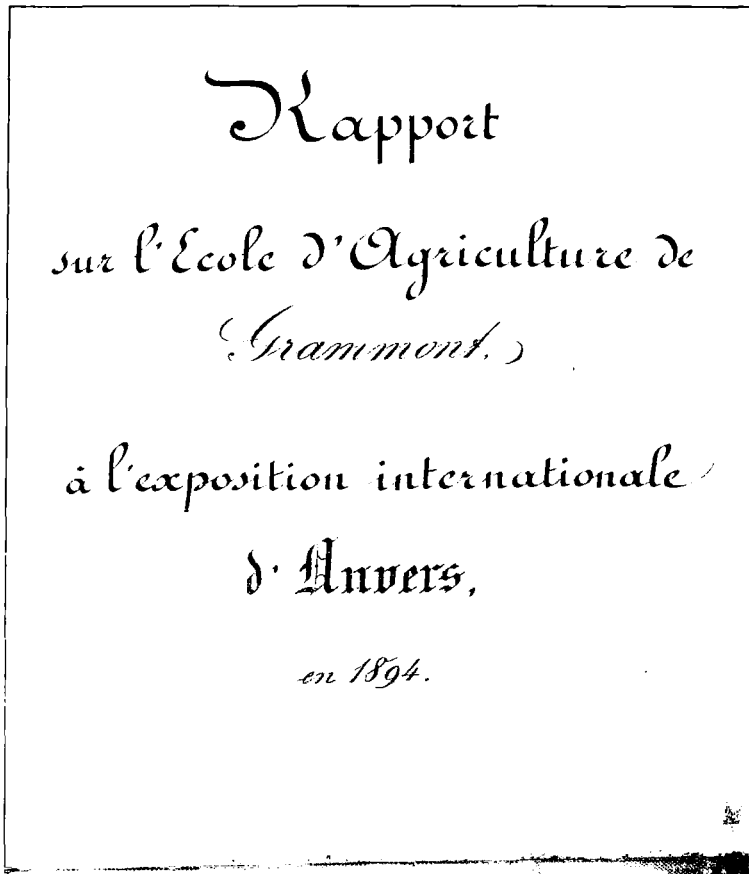 Rapport
sur l'Ecole d'Agriculture de
Grammont.
à l'exposition internationale
d'Anvers,
en 1894.